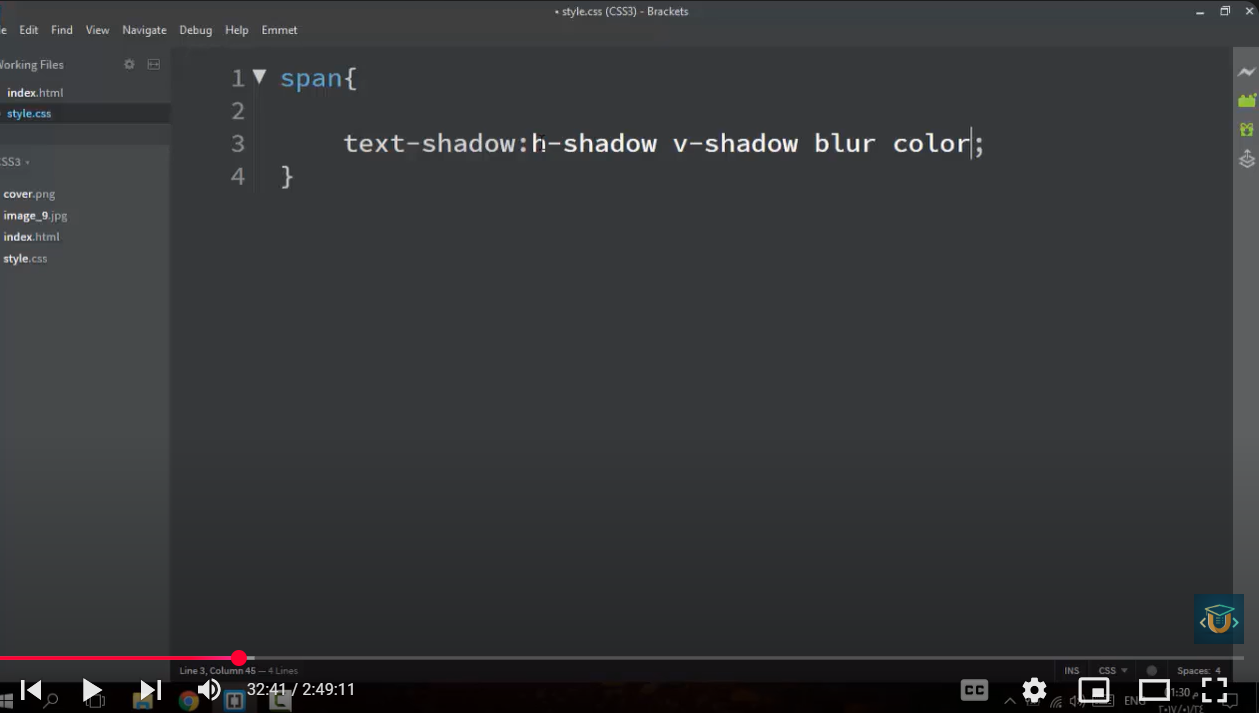 • style.css (CSS3) - Brackets
Edit Find View Navigate Debug Help Emmet
Working Files
index.html
style.css
CSS3
cover.png
image_9.jpg
index.html
style.css
1 span{
2
3 text-shadow:h-shadow v-shadow blur color;
4 }
Line 3, Column 45 — 4 Lines
INS CSS Spaces: 4
32:41 / 2:49:11
CC
ENG